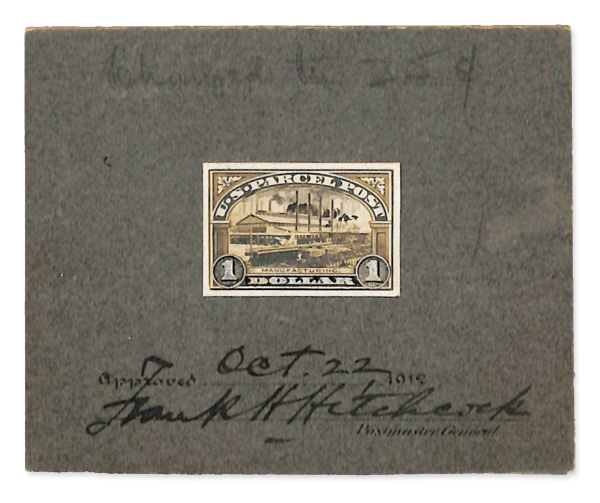 Changed to 25¢
U.S. PARCEL POST
MANUFACTURING.
1 DOLLAR 1
Approved Oct. 22 1912
Frank H Hitchcock
Postmaster General